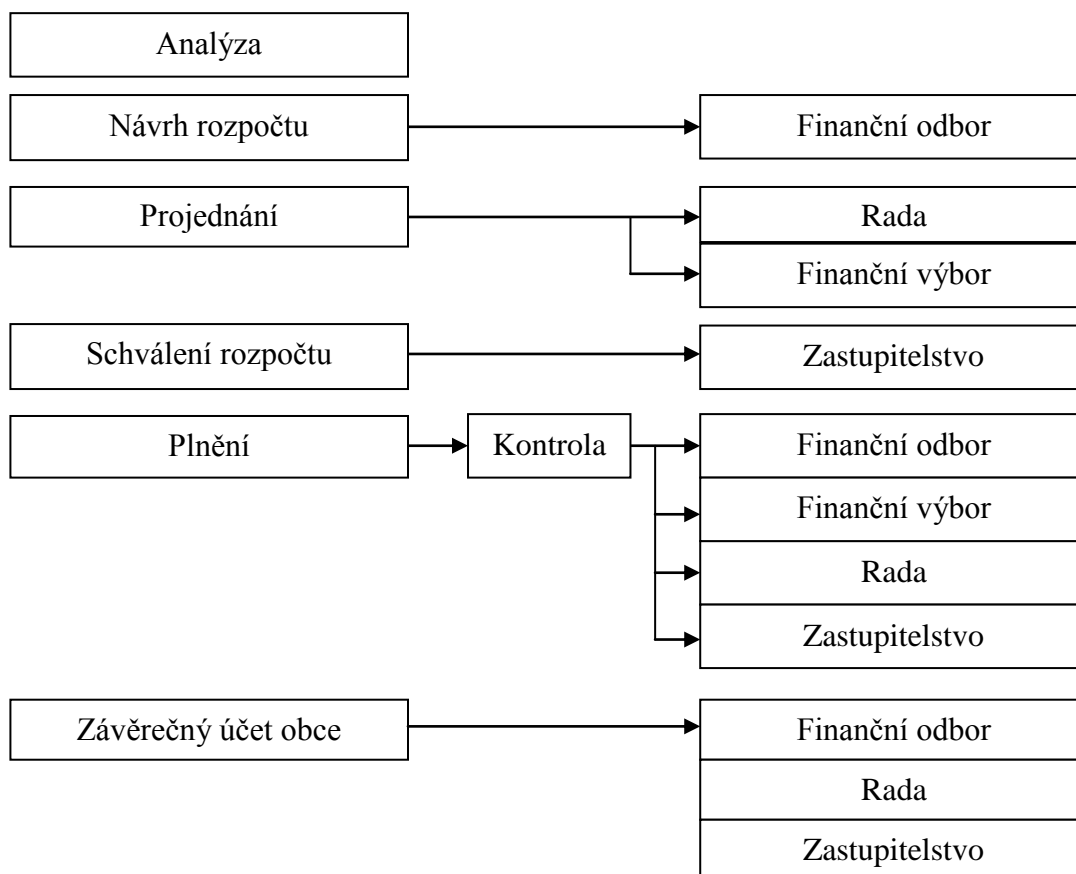 Analýza
Návrh rozpočtu
Finanční odbor
Projednání
Rada
Finanční výbor
Schválení rozpočtu
Zastupitelstvo
Plnění
Kontrola
Finanční odbor
Finanční výbor
Rada
Zastupitelstvo
Závěrečný účet obce
Finanční odbor
Rada
Zastupitelstvo